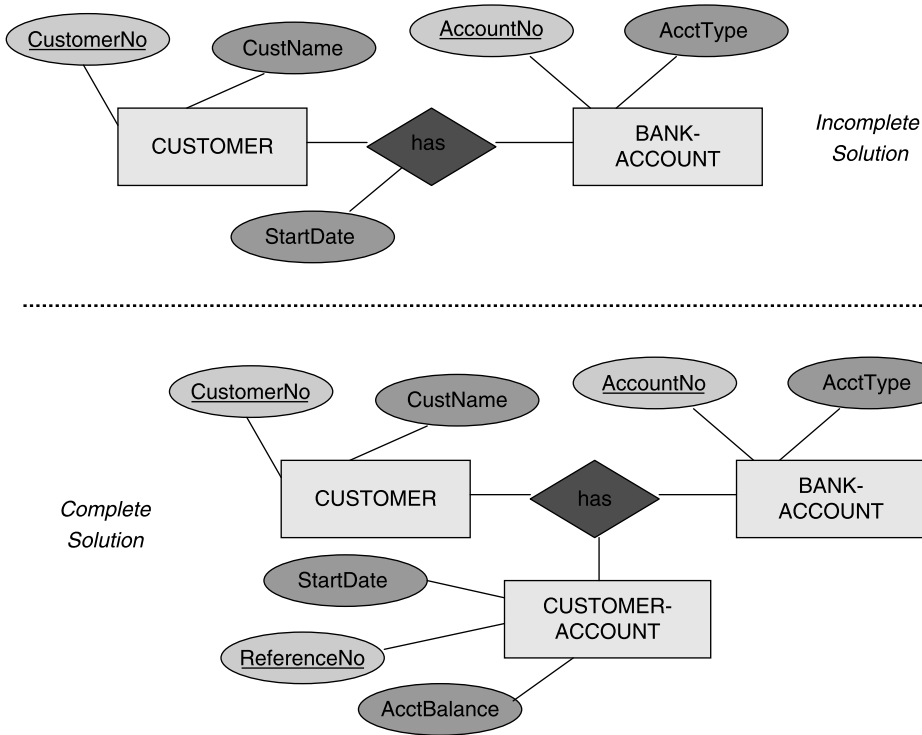 CustomerNo
CustName
AccountNo
AcctType
CUSTOMER
has
BANK-
ACCOUNT
Incomplete
Solution
StartDate
CustomerNo
CustName
AccountNo
AcctType
CUSTOMER
has
BANK-
ACCOUNT
Complete
Solution
StartDate
CUSTOMER-
ACCOUNT
ReferenceNo
AcctBalance